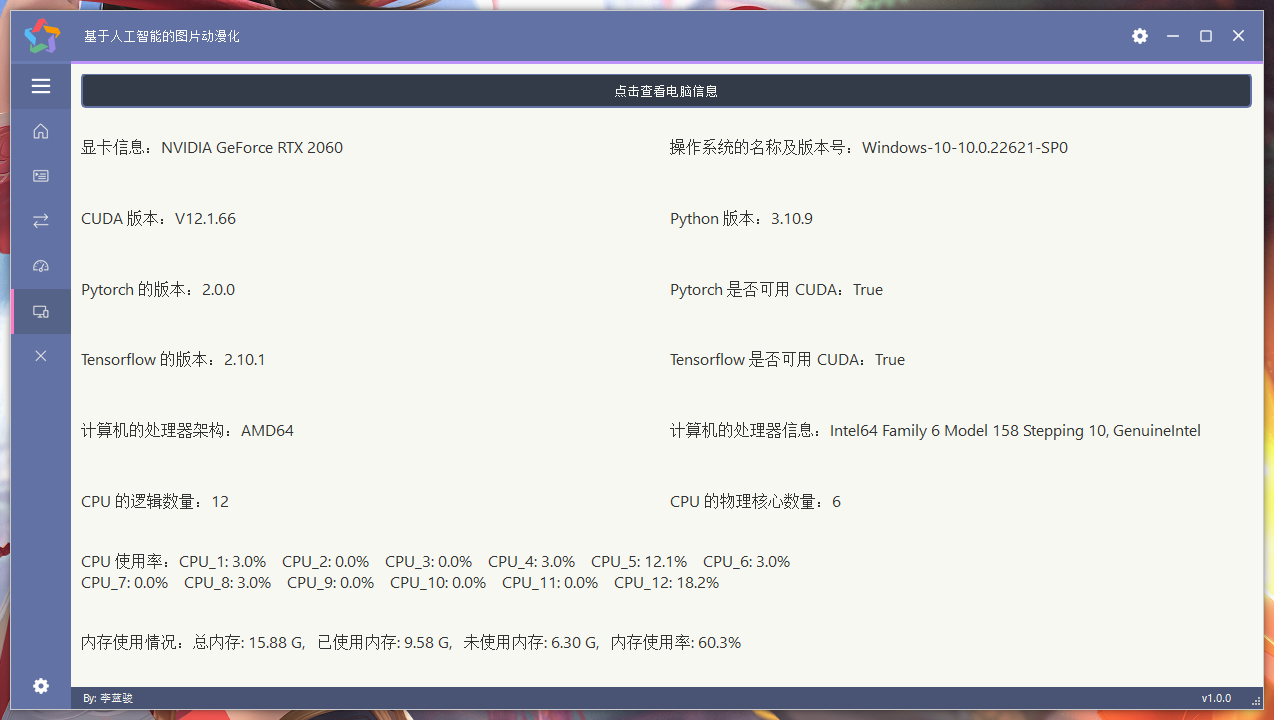 基于人工智能的图片动漫化
点击查看电脑信息
显卡信息：NVIDIA GeForce RTX 2060
操作系统的名称及版本号：Windows-10-10.0.22621-SP0
CUDA 版本：V12.1.66
Python 版本：3.10.9
Pytorch 的版本：2.0.0
Pytorch 是否可用 CUDA：True
Tensorflow 的版本：2.10.1
Tensorflow 是否可用 CUDA：True
计算机的处理器架构：AMD64
计算机的处理器信息：Intel64 Family 6 Model 158 Stepping 10, GenuineIntel
CPU 的逻辑数量：12
CPU 的物理核心数量：6
CPU 使用率：CPU_1: 3.0% CPU_2: 0.0% CPU_3: 0.0% CPU_4: 3.0% CPU_5: 12.1% CPU_6: 3.0%
CPU_7: 0.0% CPU_8: 3.0% CPU_9: 0.0% CPU_10: 0.0% CPU_11: 0.0% CPU_12: 18.2%
内存使用情况：总内存: 15.88 G, 已使用内存: 9.58 G, 未使用内存: 6.30 G, 内存使用率: 60.3%
By: 李蓝骏
v1.0.0